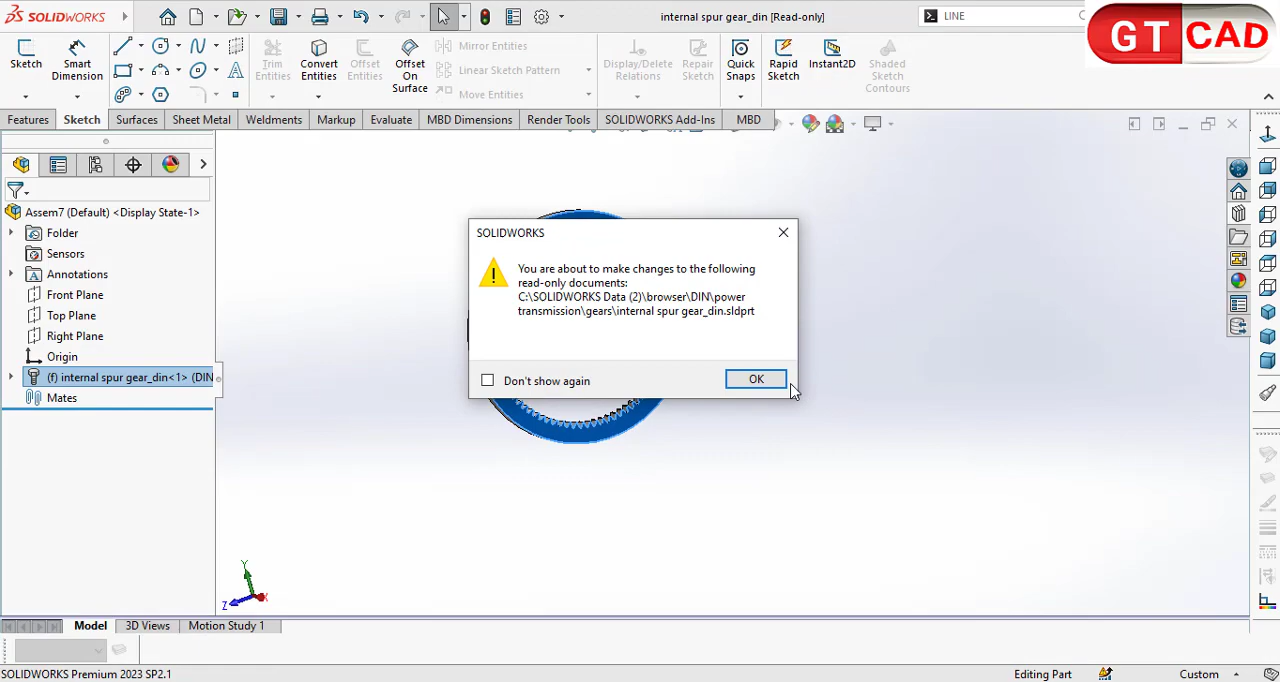 SOLIDWORKS
internal spur gear_din [Read-only]
LINE
GT CAD
Sketch
Smart
Dimension
Trim
Entities
Convert
Entities
Offset
Entities
Offset
On
Surface
Mirror Entities
Linear Sketch Pattern
Move Entities
Display/Delete
Relations
Repair
Sketch
Quick
Snaps
Rapid
Sketch
Instant2D
Shaded
Sketch
Contours
Features
Sketch
Surfaces
Sheet Metal
Weldments
Markup
Evaluate
MBD Dimensions
Render Tools
SOLIDWORKS Add-Ins
MBD
Assem7 (Default) <Display State-1>
Folder
Sensors
Annotations
Front Plane
Top Plane
Right Plane
Origin
(f) internal spur gear_din<1> (DIN
Mates
SOLIDWORKS
You are about to make changes to the following
read only documents:
C:\SOLIDWORKS Data (2)\browser\DIN\power
transmission\gears\internal spur gear_din.sldprt
Don't show again
OK
Y
Z
X
Model
3D Views
Motion Study 1
SOLIDWORKS Premium 2023 SP2.1
Editing Part
Custom